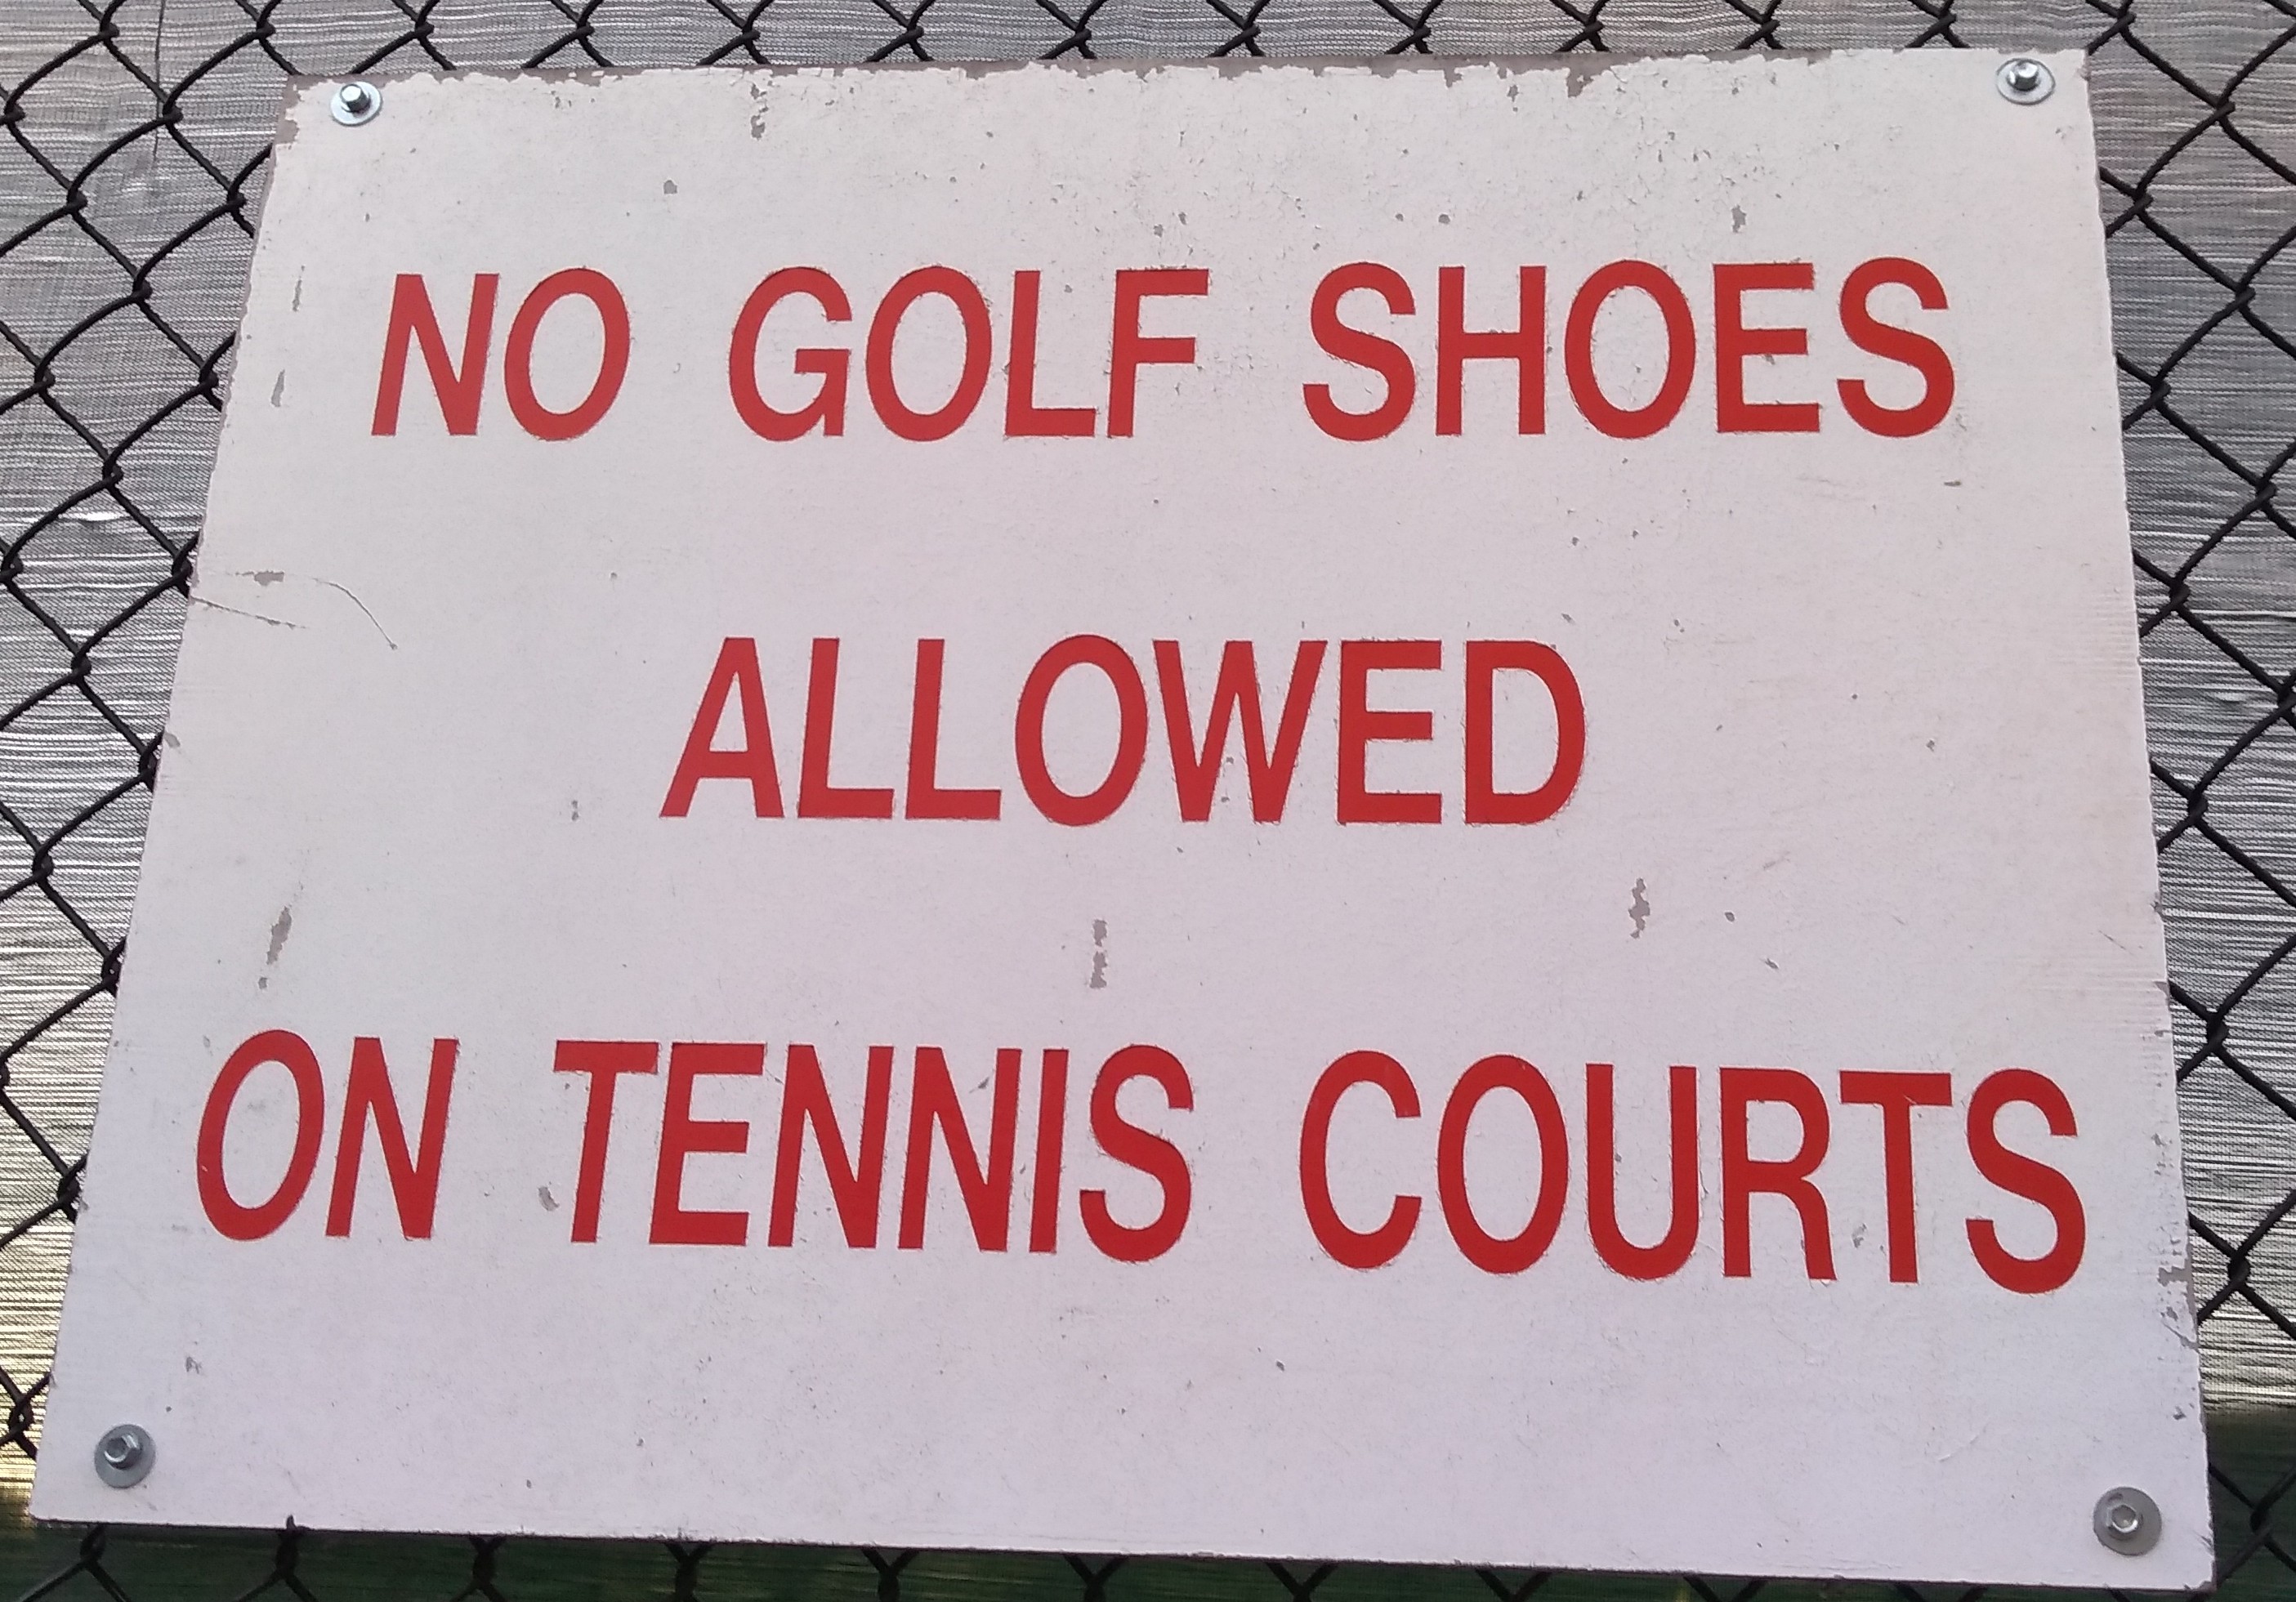 NO GOLF SHOES
ALLOWED
ON TENNIS COURTS